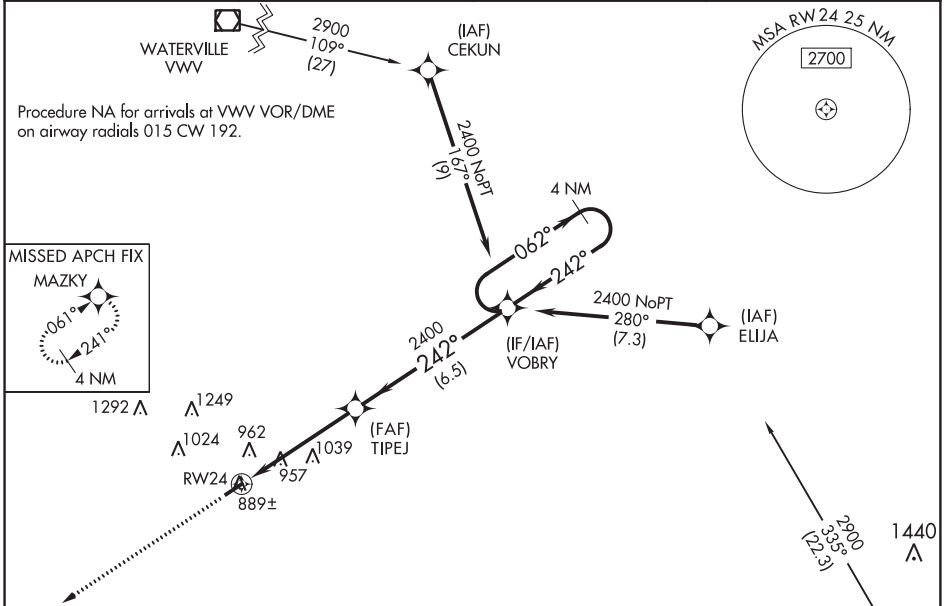 WATERVILLE
VWV
2900
109°
(27)
(IAF)
CEKUN
MSA RW24 25 NM
2700
Procedure NA for arrivals at VWV VOR/DME
on airway radials 015 CW 192.
2400 NoPT
167°
(9)
4 NM
062°
242°
MISSED APCH FIX
MAZKY
061°
241°
4 NM
2400 NoPT
280°
(7.3)
(IAF)
ELIJA
(IF/IAF)
VOBRY
2400
242°
(6.5)
(FAF)
TIPEJ
1292
1249
1024
962
1039
957
RW24
889±
2900
335°
(22.3)
1440